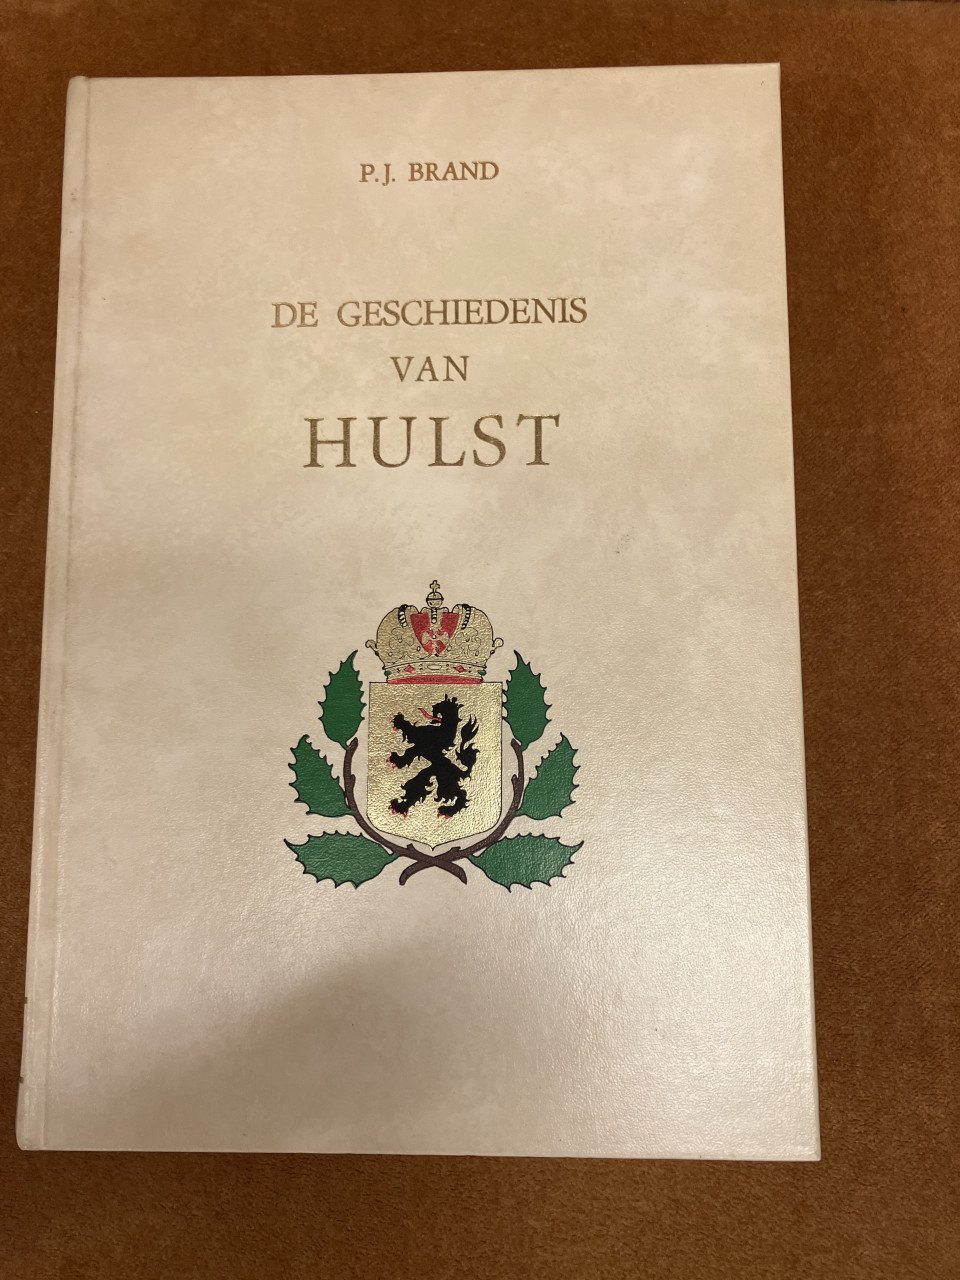 P.J. BRAND
DE GESCHIEDENIS
VAN
HULST